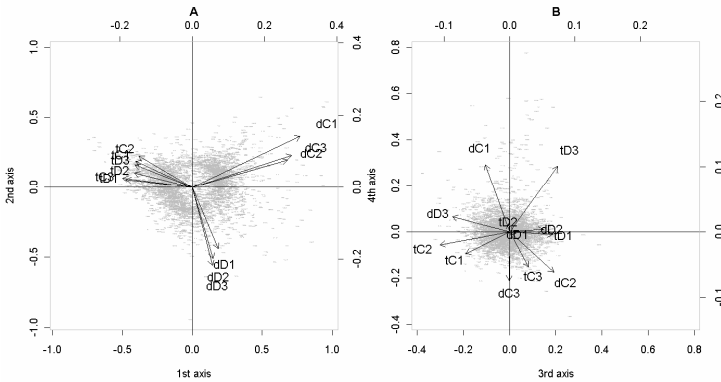 A
B
-0.2 0.0 0.2 0.4
-0.1 0.0 0.1 0.2
1.0
0.5
0.0
-0.5
-1.0
2nd axis
0.4
0.2
0.0
-0.2
dC1
dC3
dC2
tC2
tD3
tD2
tD1
dD1
dD2
dD3
-1.0 -0.5 0.0 0.5 1.0
1st axis
0.8
0.6
0.4
0.2
0.0
-0.2
-0.4
4th axis
0.2
0.1
0.0
-0.1
dC1
tD3
dD3
tD2
dD2
dD1
tD1
tC2
tC1
tC3
dC2
dC3
-0.4 -0.2 0.0 0.2 0.4 0.6 0.8
3rd axis